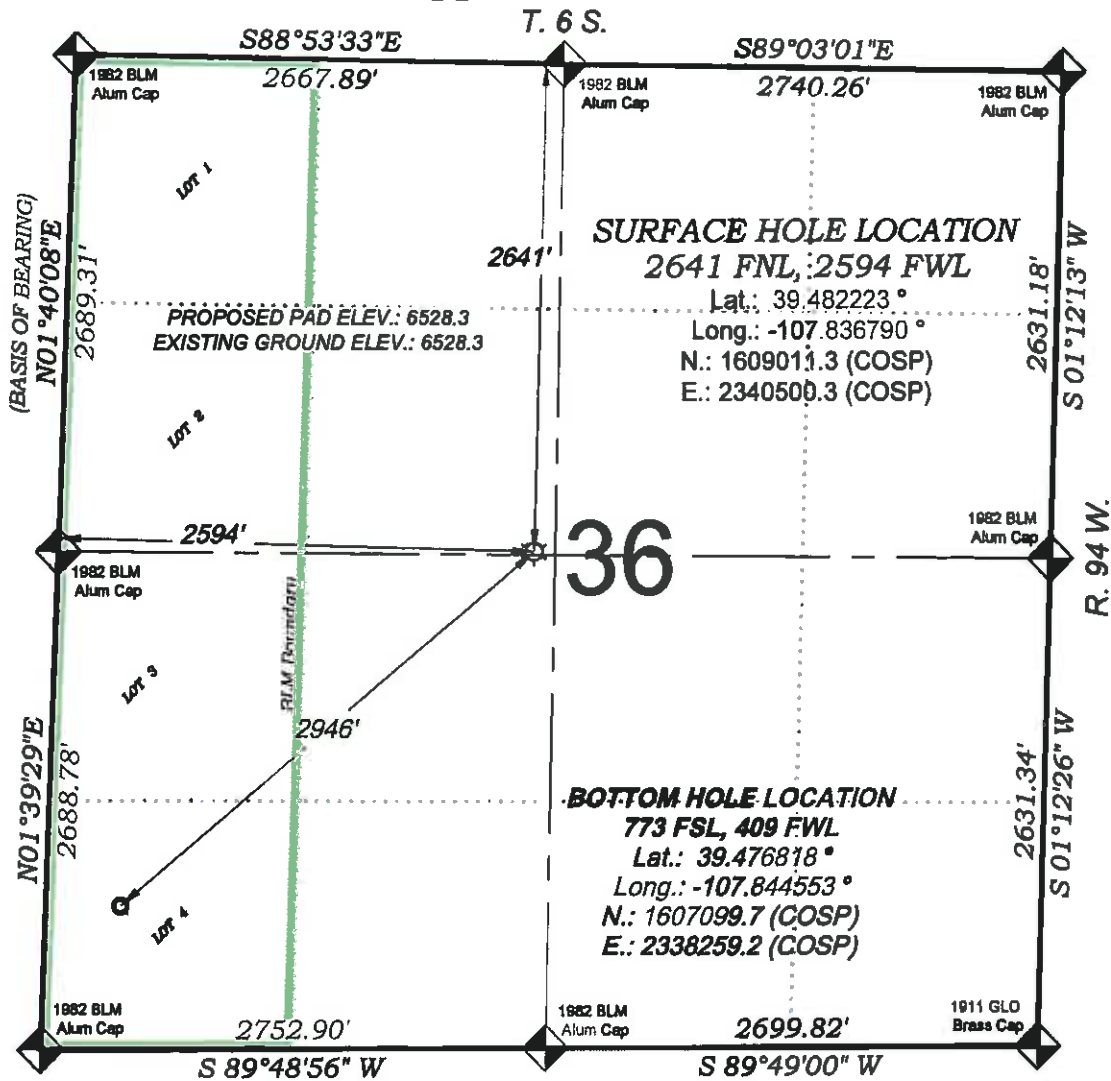 T. 6 S.
S88°53'33"E
2667.89'
S89°03'01"E
2740.26'
1982 BLM
Alum Cap
1982 BLM
Alum Cap
1982 BLM
Alum Cap
LOT 1
(BASIS OF BEARING)
N01°40'08"E
2689.31'
2641'
SURFACE HOLE LOCATION
2641 FNL, 2594 FWL
Lat.: 39.482223 °
Long.: -107.836790 °
N.: 1609011.3 (COSP)
E.: 2340500.3 (COSP)
2631.18'
S 01°12'13" W
PROPOSED PAD ELEV.: 6528.3
EXISTING GROUND ELEV.: 6528.3
LOT 2
2594'
36
1982 BLM
Alum Cap
1982 BLM
Alum Cap
R. 94 W.
BLM Boundary
LOT 3
2946'
N01°39'29"E
2688.78'
BOTTOM HOLE LOCATION
773 FSL, 409 FWL
Lat.: 39.476818 °
Long.: -107.844553 °
N.: 1607099.7 (COSP)
E.: 2338259.2 (COSP)
2631.34'
S 01°12'26" W
LOT 4
1982 BLM
Alum Cap
1982 BLM
Alum Cap
1911 GLO
Brass Cap
2752.90'
S 89°48'56" W
2699.82'
S 89°49'00" W